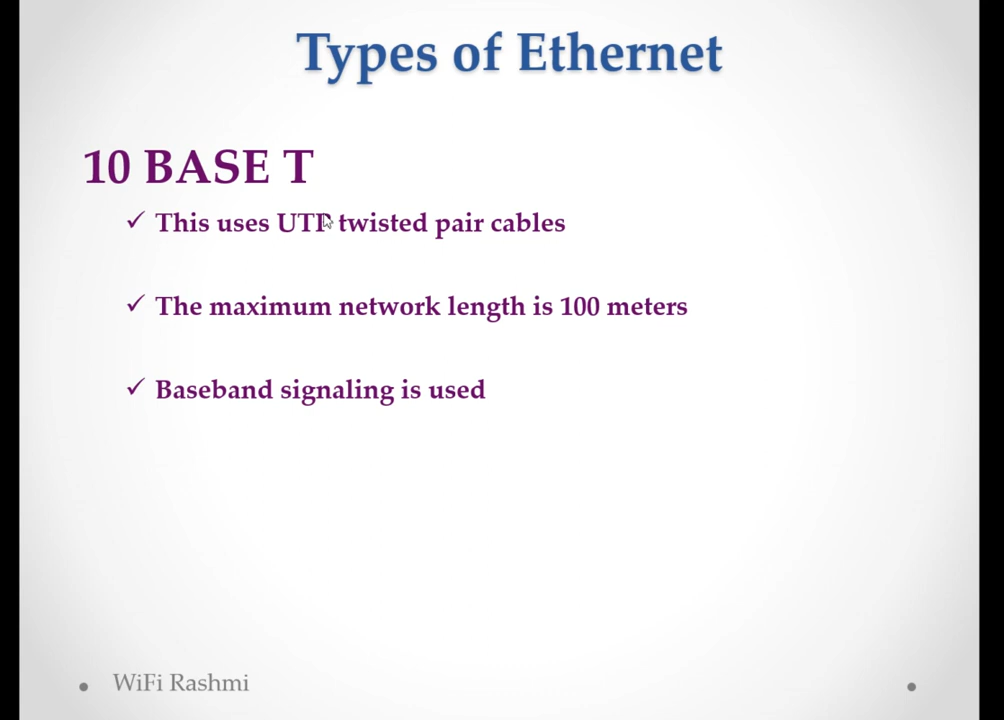 Types of Ethernet
10 BASE T
✓ This uses UTP twisted pair cables
✓ The maximum network length is 100 meters
✓ Baseband signaling is used
WiFi Rashmi